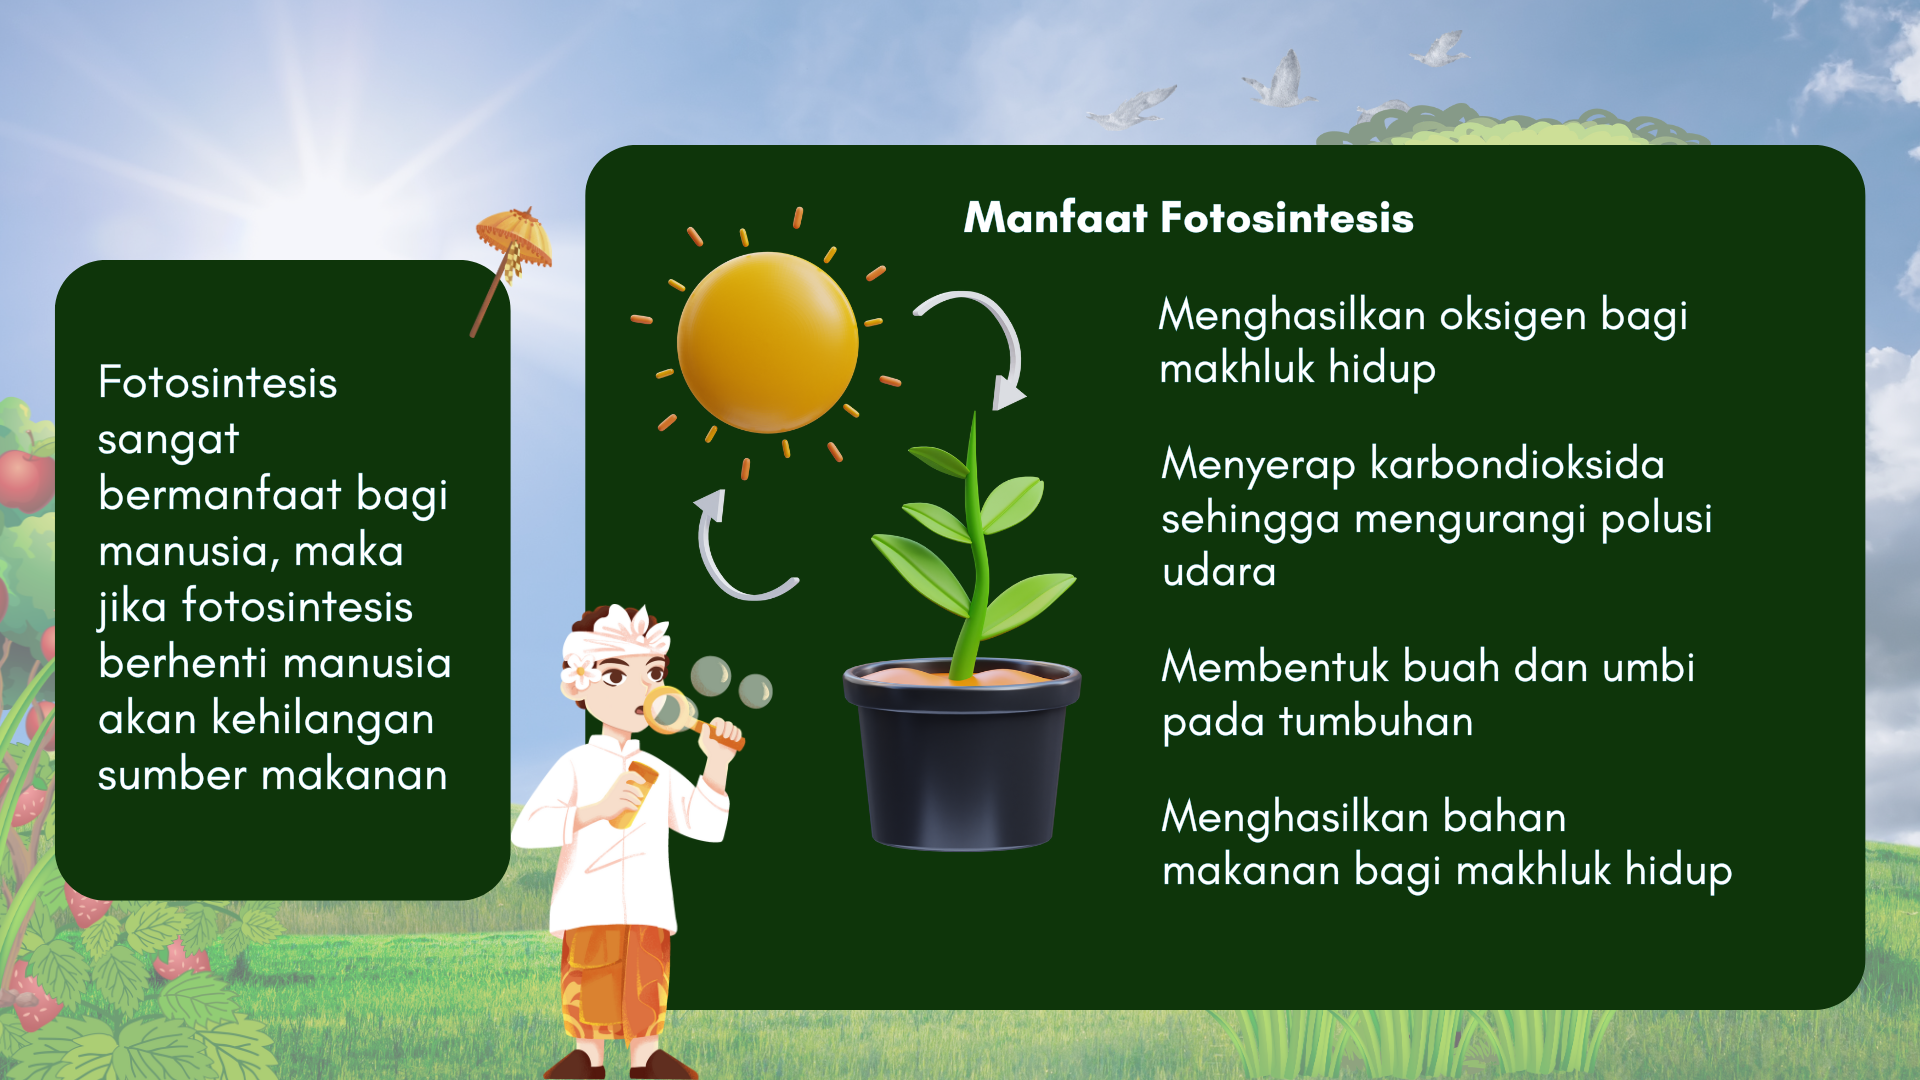 Manfaat Fotosintesis
Fotosintesis
sangat
bermanfaat bagi
manusia, maka
jika fotosintesis
berhenti manusia
akan kehilangan
sumber makanan
Menghasilkan oksigen bagi
makhluk hidup
Menyerap karbondioksida
sehingga mengurangi polusi
udara
Membentuk buah dan umbi
pada tumbuhan
Menghasilkan bahan
makanan bagi makhluk hidup